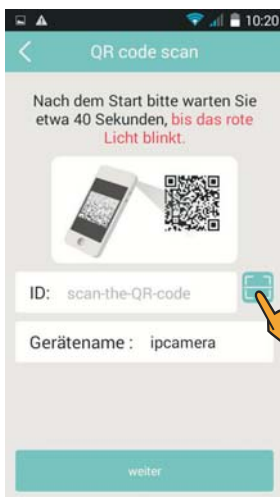 10:20
QR code scan
Nach dem Start bitte warten Sie
etwa 40 Sekunden, bis das rote
Licht blinkt.
ID: scan-the-QR-code
Gerätename : ipcamera
weiter